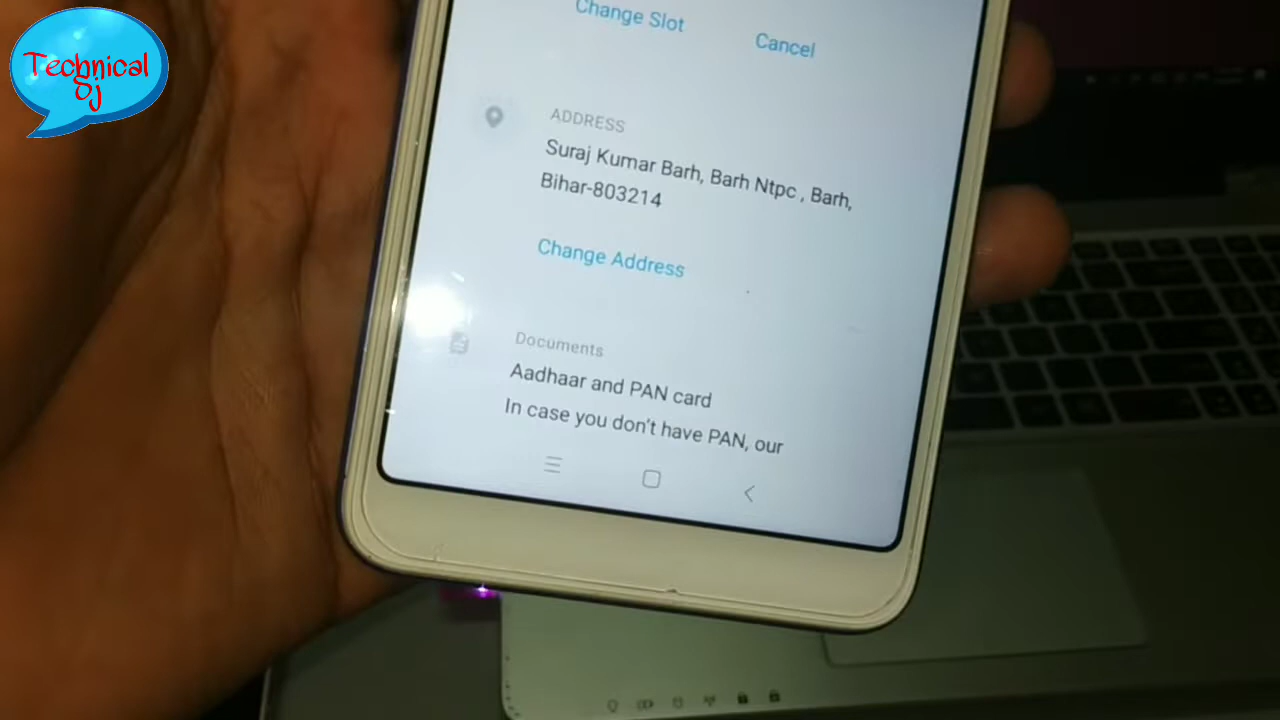 Technical
Sj
Change Slot
Cancel
ADDRESS
Suraj Kumar Barh, Barh Ntpc , Barh,
Bihar-803214
Change Address
Documents
Aadhaar and PAN card
In case you don't have PAN, our